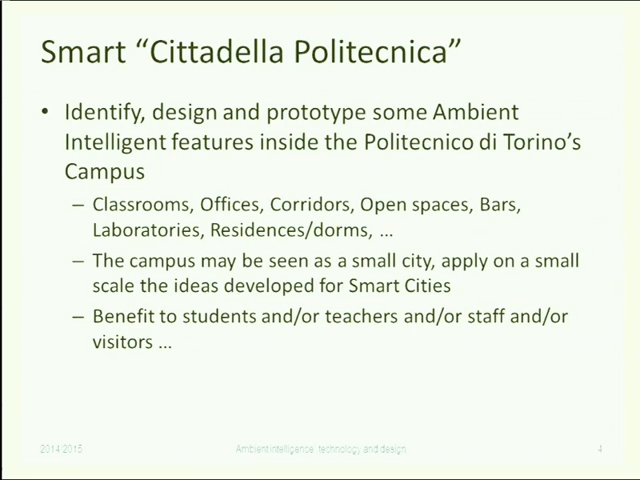 Smart “Cittadella Politecnica”
• Identify, design and prototype some Ambient
Intelligent features inside the Politecnico di Torino’s
Campus
– Classrooms, Offices, Corridors, Open spaces, Bars,
Laboratories, Residences/dorms, …
– The campus may be seen as a small city, apply on a small
scale the ideas developed for Smart Cities
– Benefit to students and/or teachers and/or staff and/or
visitors …
2014/2015 Ambient intelligence: technology and design 4